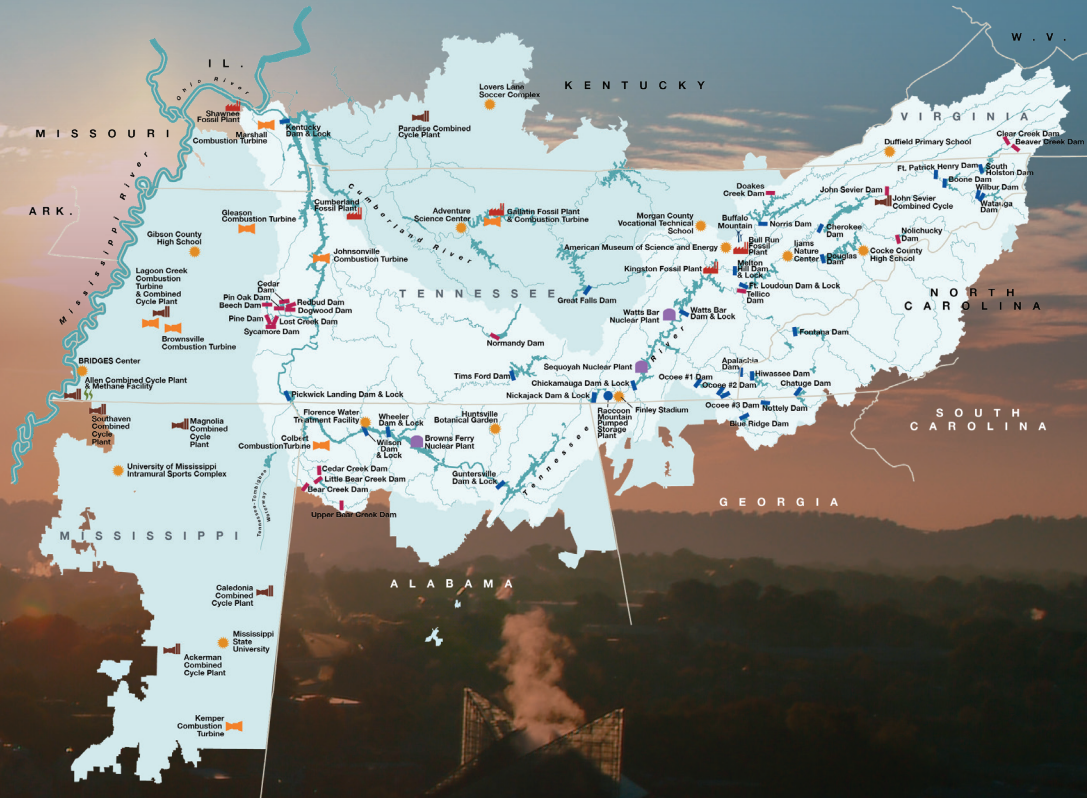 W. V.
IL.
KENTUCKY
Ohio River
MISSOURI
VIRGINIA
Lovers Lane
Soccer Complex
Shawnee
Fossil Plant
Marshall
Combustion Turbine
Kentucky
Dam & Lock
Paradise Combined
Cycle Plant
Duffield Primary School
Clear Creek Dam
Beaver Creek Dam
Ft. Patrick Henry Dam
South
Holston Dam
Boone Dam
Wilbur Dam
Watauga
Dam
Doakes
Creek Dam
John Sevier Dam
John Sevier
Combined Cycle
Mississippi River
ARK.
Cumberland River
Cumberland
Fossil Plant
Gleason
Combustion Turbine
Gibson County
High School
Adventure
Science Center
Gallatin Fossil Plant
& Combustion Turbine
Morgan County
Vocational Technical
School
Buffalo
Mountain
Norris Dam
Cherokee
Dam
Nolichucky
Dam
American Museum of Science and Energy
Bull Run
Fossil
Plant
Ijams
Nature
Center
Douglas
Dam
Cocke County
High School
Johnsonville
Combustion Turbine
Kingston Fossil Plant
Melton
Hill Dam
& Lock
Ft. Loudoun Dam & Lock
Tellico
Dam
Lagoon Creek
Combustion
Turbine
& Combined
Cycle Plant
Cedar
Dam
Pin Oak Dam
Beech Dam
Redbud Dam
Dogwood Dam
Pine Dam
Lost Creek Dam
Sycamore Dam
TENNESSEE
Great Falls Dam
NORTH
CAROLINA
Watts Bar
Nuclear Plant
Watts Bar
Dam & Lock
Brownsville
Combustion Turbine
Normandy Dam
Fontana Dam
BRIDGES Center
Allen Combined Cycle Plant
& Methane Facility
Sequoyah Nuclear Plant
Tims Ford Dam
Chickamauga Dam & Lock
Nickajack Dam & Lock
Ocoee #1 Dam
Ocoee #2 Dam
Ocoee #3 Dam
Apalachia
Dam
Hiwassee Dam
Chatuge Dam
Nottely Dam
Blue Ridge Dam
Pickwick Landing Dam & Lock
Southaven
Combined
Cycle
Plant
Magnolia
Combined
Cycle
Plant
Florence Water
Treatment Facility
Wheeler
Dam & Lock
Huntsville
Botanical Garden
Raccoon
Mountain
Pumped
Storage
Plant
Finley Stadium
SOUTH
CAROLINA
Colbert
Combustion Turbine
Wilson
Dam
& Lock
Browns Ferry
Nuclear Plant
Tennessee River
University of Mississippi
Intramural Sports Complex
Cedar Creek Dam
Little Bear Creek Dam
Bear Creek Dam
Upper Bear Creek Dam
Guntersville
Dam & Lock
Tennessee-Tombigbee
Waterway
GEORGIA
MISSISSIPPI
ALABAMA
Caledonia
Combined
Cycle Plant
Mississippi
State
University
Ackerman
Combined
Cycle Plant
Kemper
Combustion
Turbine